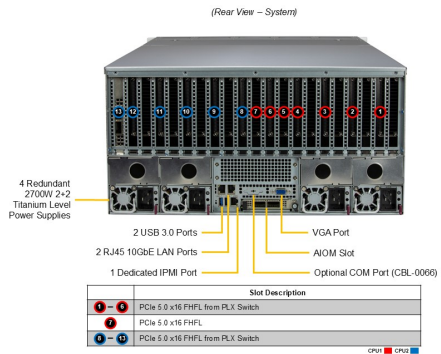 (Rear View – System)
13 12 11 10 9 8 7 6 5 4 3 2 1
4 Redundant
2700W 2+2
Titanium Level
Power Supplies
2 USB 3.0 Ports
VGA Port
2 RJ45 10GbE LAN Ports
AIOM Slot
1 Dedicated IPMI Port
Optional COM Port (CBL-0066)
Slot Description
1 – 6 PCIe 5.0 x16 FHFL from PLX Switch
7 PCIe 5.0 x16 FHFL
8 – 13 PCIe 5.0 x16 FHFL from PLX Switch
CPU1 CPU2